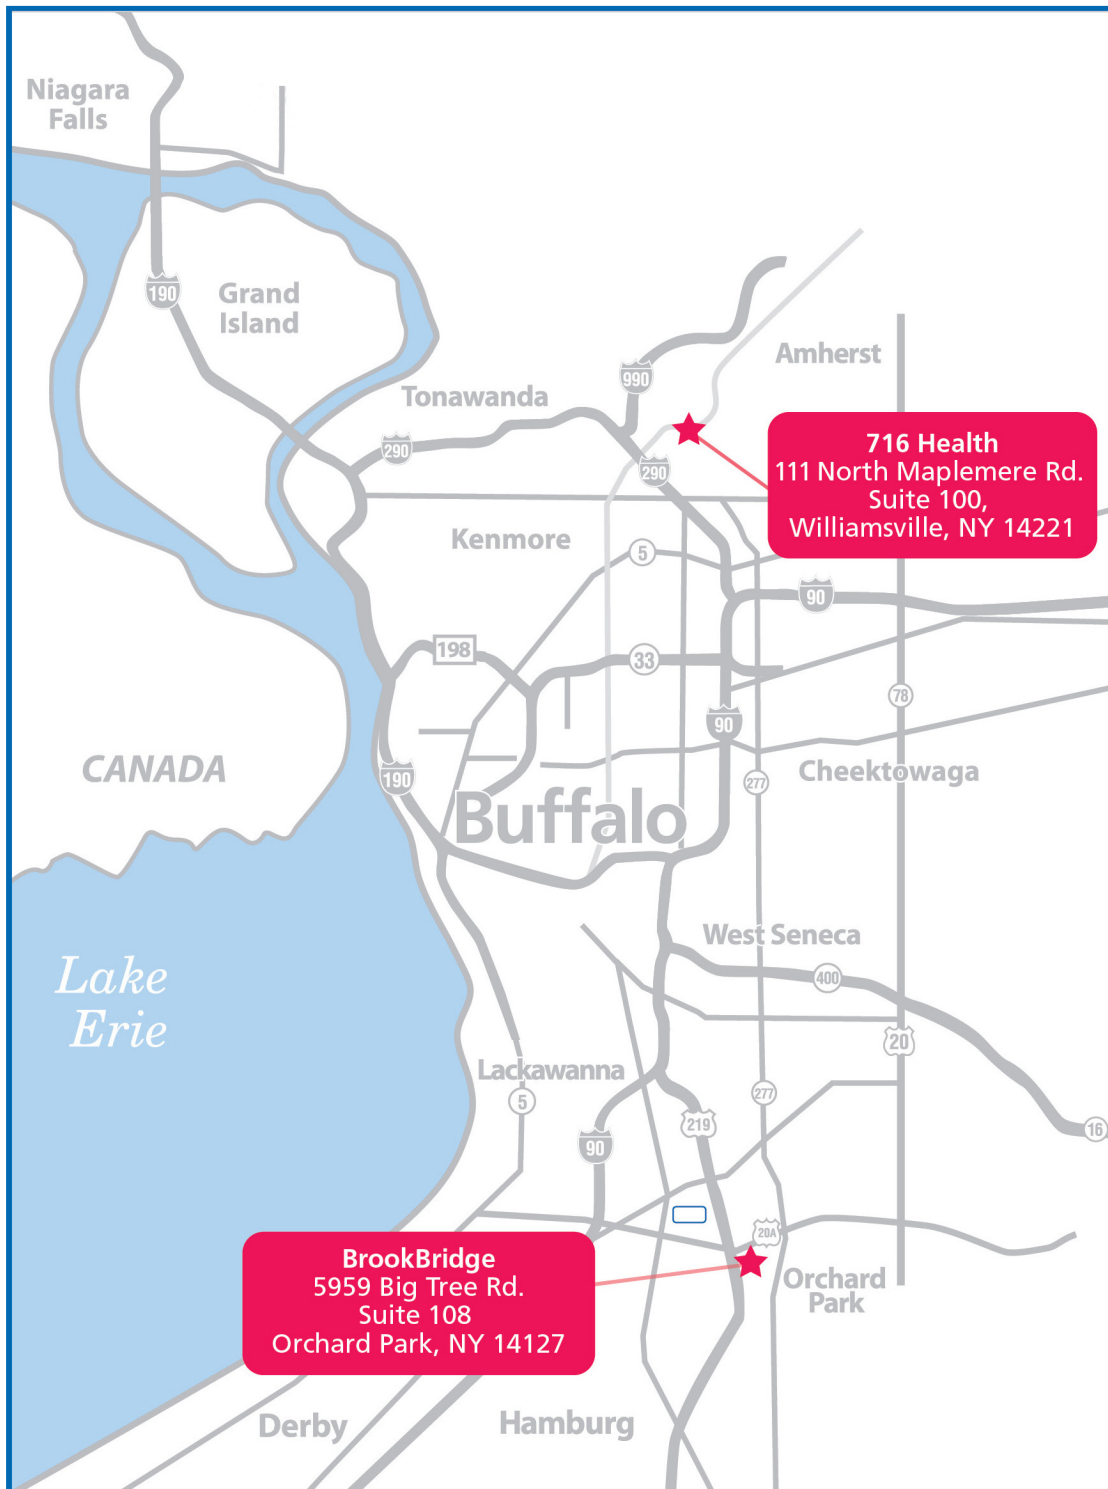 Niagara
Falls
190
Grand
Island
Amherst
990
Tonawanda
290
290
716 Health
111 North Maplemere Rd.
Suite 100,
Williamsville, NY 14221
Kenmore
5
90
198
33
78
90
CANADA
190
277
Cheektowaga
Buffalo
West Seneca
400
Lake
Erie
20
Lackawanna
5
277
219
16
90
20A
BrookBridge
5959 Big Tree Rd.
Suite 108
Orchard Park, NY 14127
Orchard
Park
Derby
Hamburg